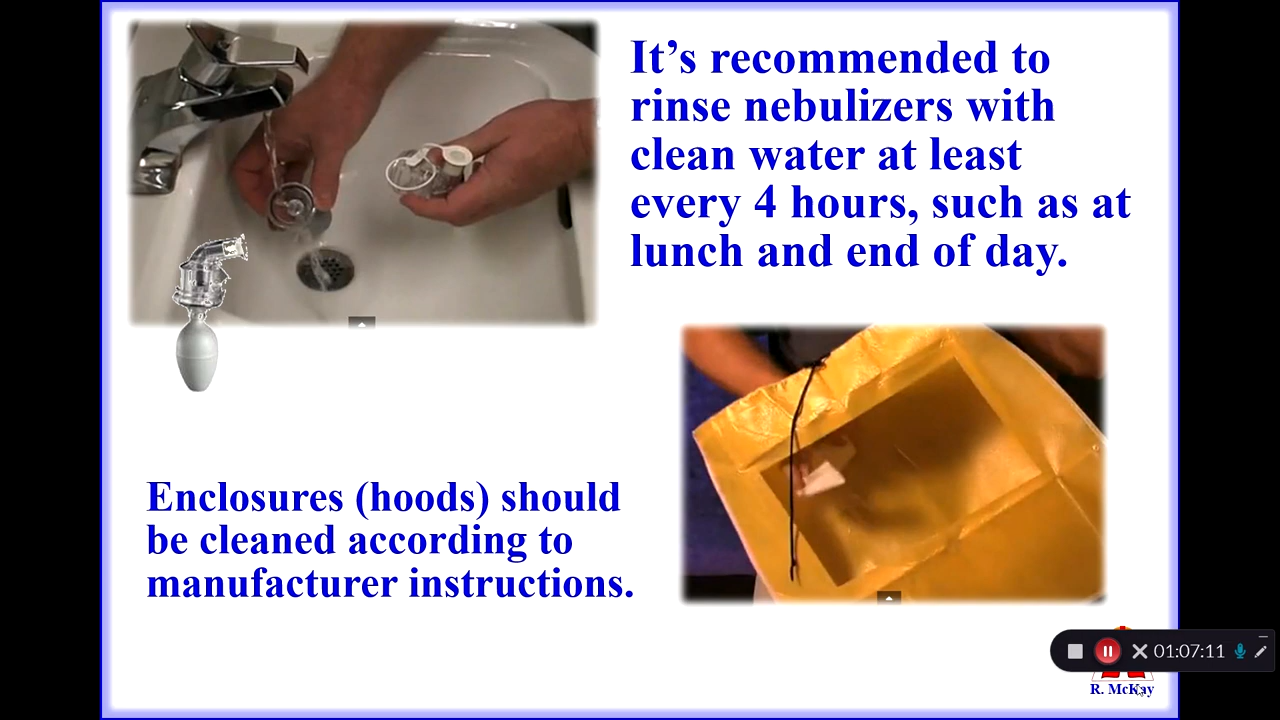 It's recommended to
rinse nebulizers with
clean water at least
every 4 hours, such as at
lunch and end of day.
Enclosures (hoods) should
be cleaned according to
manufacturer instructions.
01:07:11
R. McKay